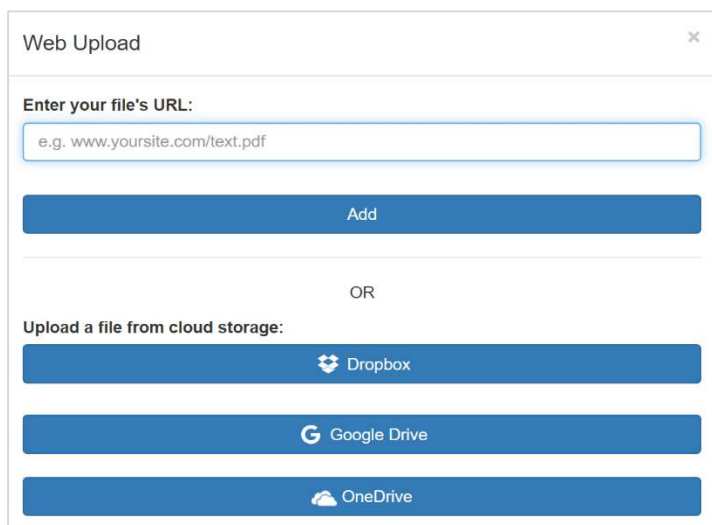 Web Upload ×
Enter your file's URL:
e.g. www.yoursite.com/text.pdf
Add
OR
Upload a file from cloud storage:
Dropbox
Google Drive
OneDrive